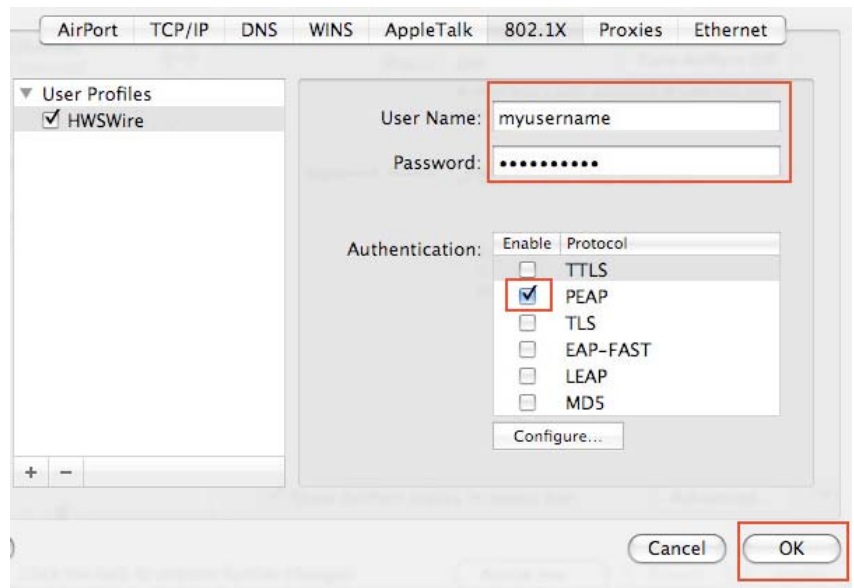 AirPort TCP/IP DNS WINS AppleTalk 802.1X Proxies Ethernet
User Profiles
HWSWire
User Name: myusername
Password: ••••••••••
Authentication:
Enable Protocol
TTLS
PEAP
TLS
EAP-FAST
LEAP
MD5
Configure...
+ −
Cancel OK